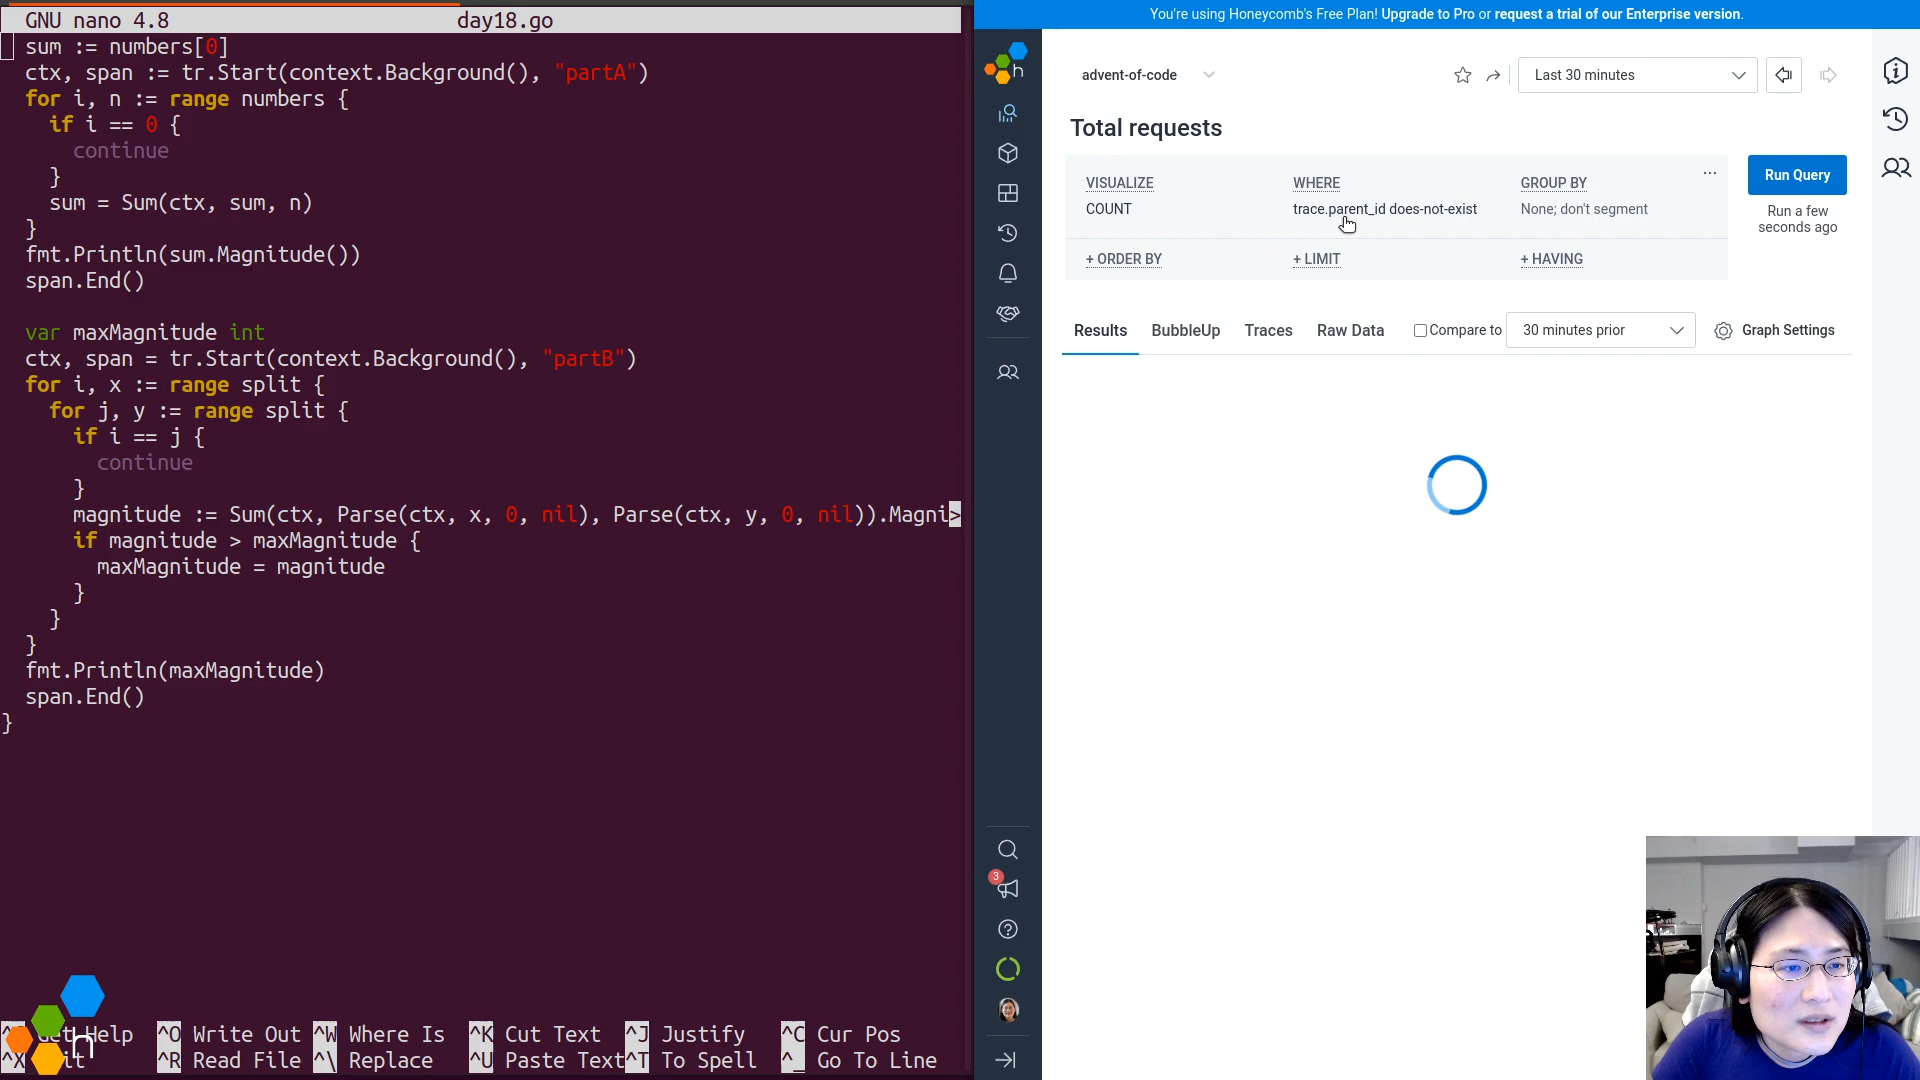 GNU nano 4.8 day18.go
sum := numbers[0]
ctx, span := tr.Start(context.Background(), "partA")
for i, n := range numbers {
if i == 0 {
continue
}
sum = Sum(ctx, sum, n)
}
fmt.Println(sum.Magnitude())
span.End()
var maxMagnitude int
ctx, span = tr.Start(context.Background(), "partB")
for i, x := range split {
for j, y := range split {
if i == j {
continue
}
magnitude := Sum(ctx, Parse(ctx, x, 0, nil), Parse(ctx, y, 0, nil)).Magni>
if magnitude > maxMagnitude {
maxMagnitude = magnitude
}
}
}
fmt.Println(maxMagnitude)
span.End()
}
Help ^O Write Out ^W Where Is ^K Cut Text ^J Justify ^C Cur Pos
^X ^R Read File ^\ Replace ^U Paste Text ^T To Spell ^_ Go To Line
h
You're using Honeycomb's Free Plan! Upgrade to Pro or request a trial of our Enterprise version.
h
advent-of-code
Last 30 minutes
Total requests
VISUALIZE WHERE GROUP BY
COUNT trace.parent_id does-not-exist None; don't segment
+ ORDER BY + LIMIT + HAVING
...
Run Query
Run a few
seconds ago
Results BubbleUp Traces Raw Data Compare to 30 minutes prior Graph Settings
3